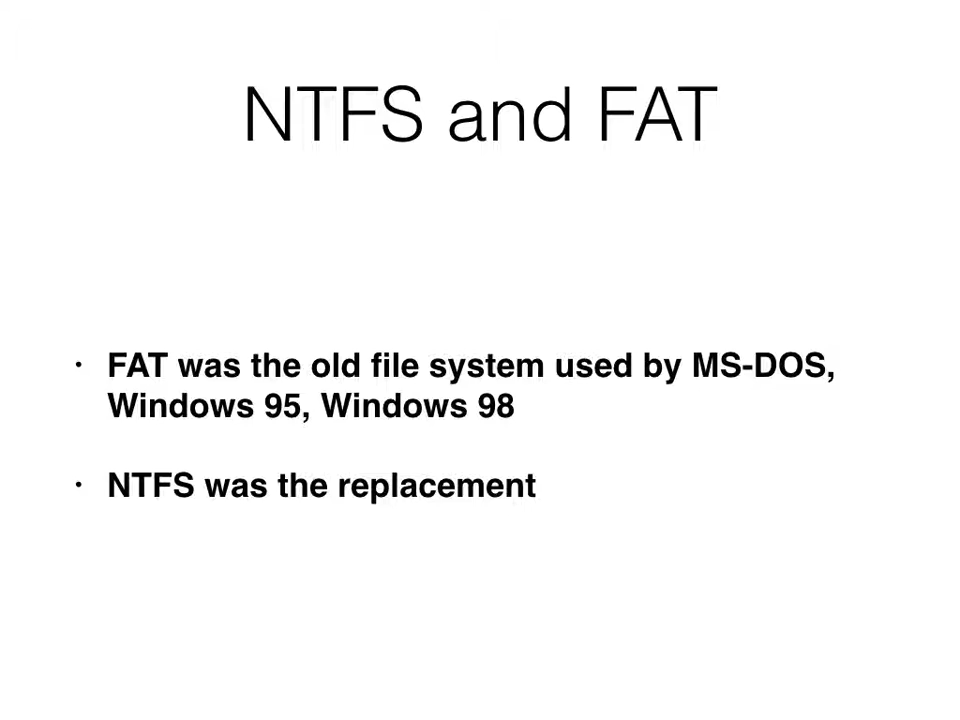 NTFS and FAT
• FAT was the old file system used by MS-DOS,
Windows 95, Windows 98
• NTFS was the replacement